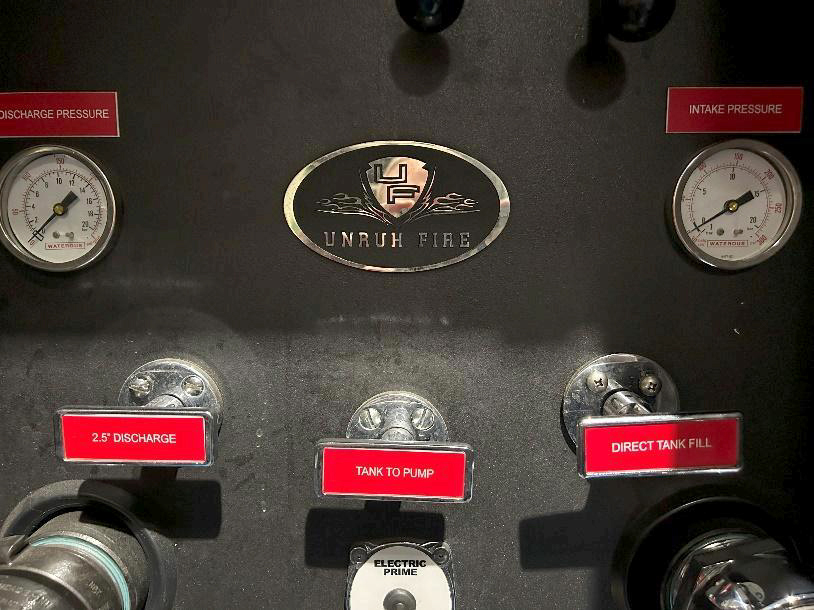 DISCHARGE PRESSURE
INTAKE PRESSURE
UF
UNRUH FIRE
WATEROUS
WATEROUS
2.5" DISCHARGE
TANK TO PUMP
DIRECT TANK FILL
ELECTRIC
PRIME